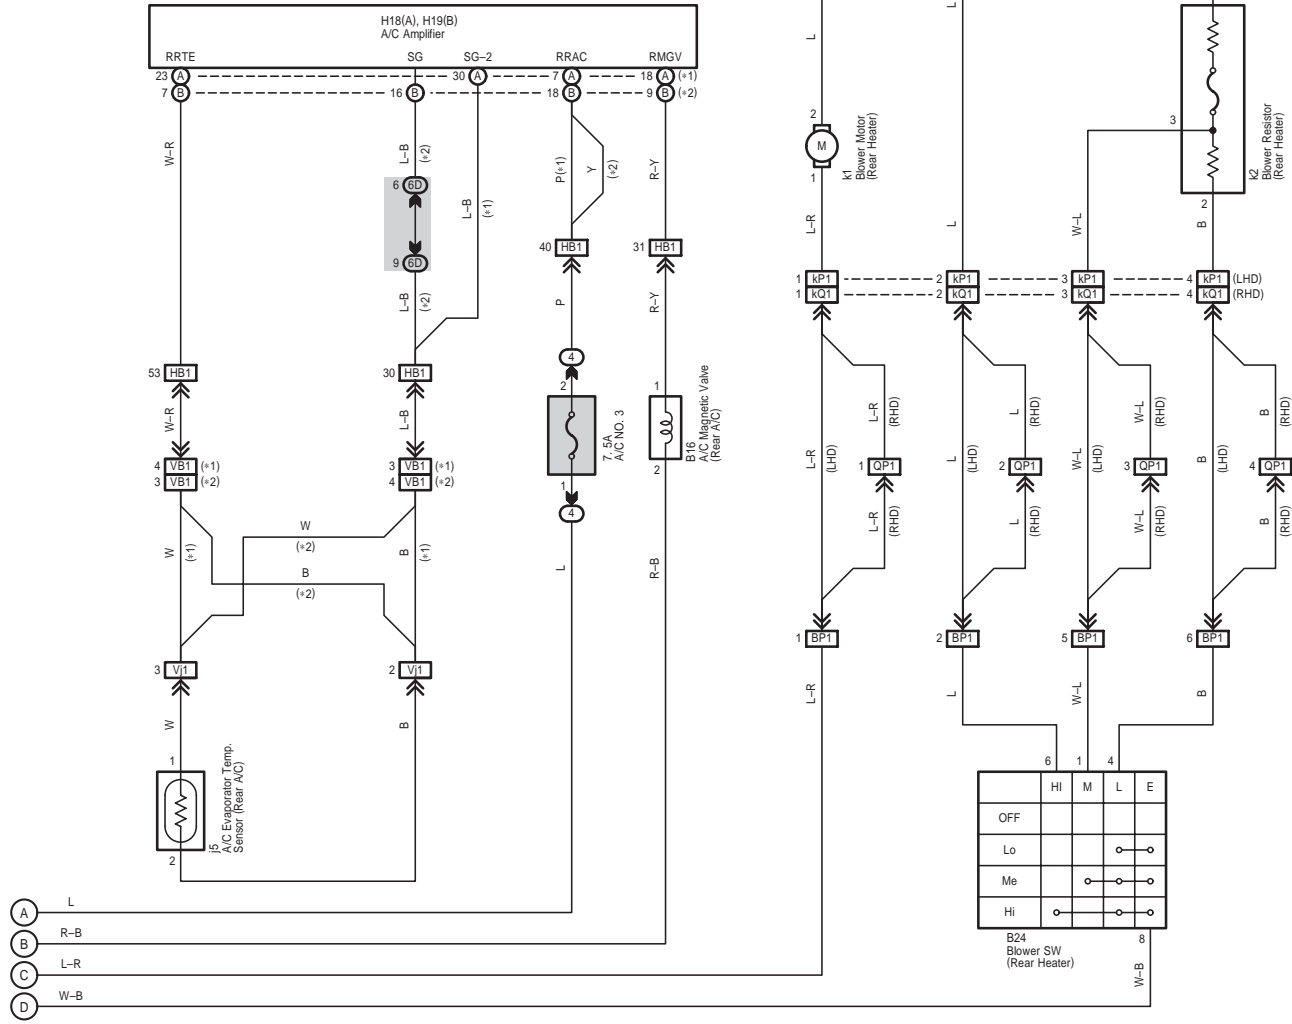 H18(A), H19(B)
A/C Amplifier
RRTE SG SG–2 RRAC RMGV
23 A 30 A 7 A 18 A (∗1)
7 B 16 B 18 B 9 B (∗2)
W–R
L–B
(∗2)
L–B
(∗1)
P(∗1)
Y
(∗2)
R–Y
6 6D
9 6D
L–B
(∗2)
40 HB1
31 HB1
P
R–Y
4
2
7. 5A
A/C NO. 3
1
4
1
B16
A/C Magnetic Valve
(Rear A/C)
2
53 HB1
30 HB1
W–R
L–B
4 VB1 (∗1)
3 VB1 (∗2)
3 VB1 (∗1)
4 VB1 (∗2)
W
(∗1)
W
(∗2)
B
(∗2)
B
(∗1)
L
R–B
3 Vj1
2 Vj1
W
B
1
j5
A/C Evaporator Temp.
Sensor (Rear A/C)
2
A L
B R–B
C L–R
D W–B
L
L
2
M
k1
Blower Motor
(Rear Heater)
1
3
k2
Blower Resistor
(Rear Heater)
2
L–R
L
W–L
B
1 kP1 2 kP1 3 kP1 4 kP1 (LHD)
1 kQ1 2 kQ1 3 kQ1 4 kQ1 (RHD)
L–R
(RHD)
L
(RHD)
W–L
(RHD)
B
(RHD)
L–R
(LHD)
L
(LHD)
W–L
(LHD)
B
(LHD)
1 QP1
2 QP1
3 QP1
4 QP1
L–R
(RHD)
L
(RHD)
W–L
(RHD)
B
(RHD)
1 BP1
2 BP1
5 BP1
6 BP1
L–R
L
W–L
B
6 1 4
HI M L E
OFF
Lo
Me
Hi
B24
Blower SW
(Rear Heater)
8
W–B